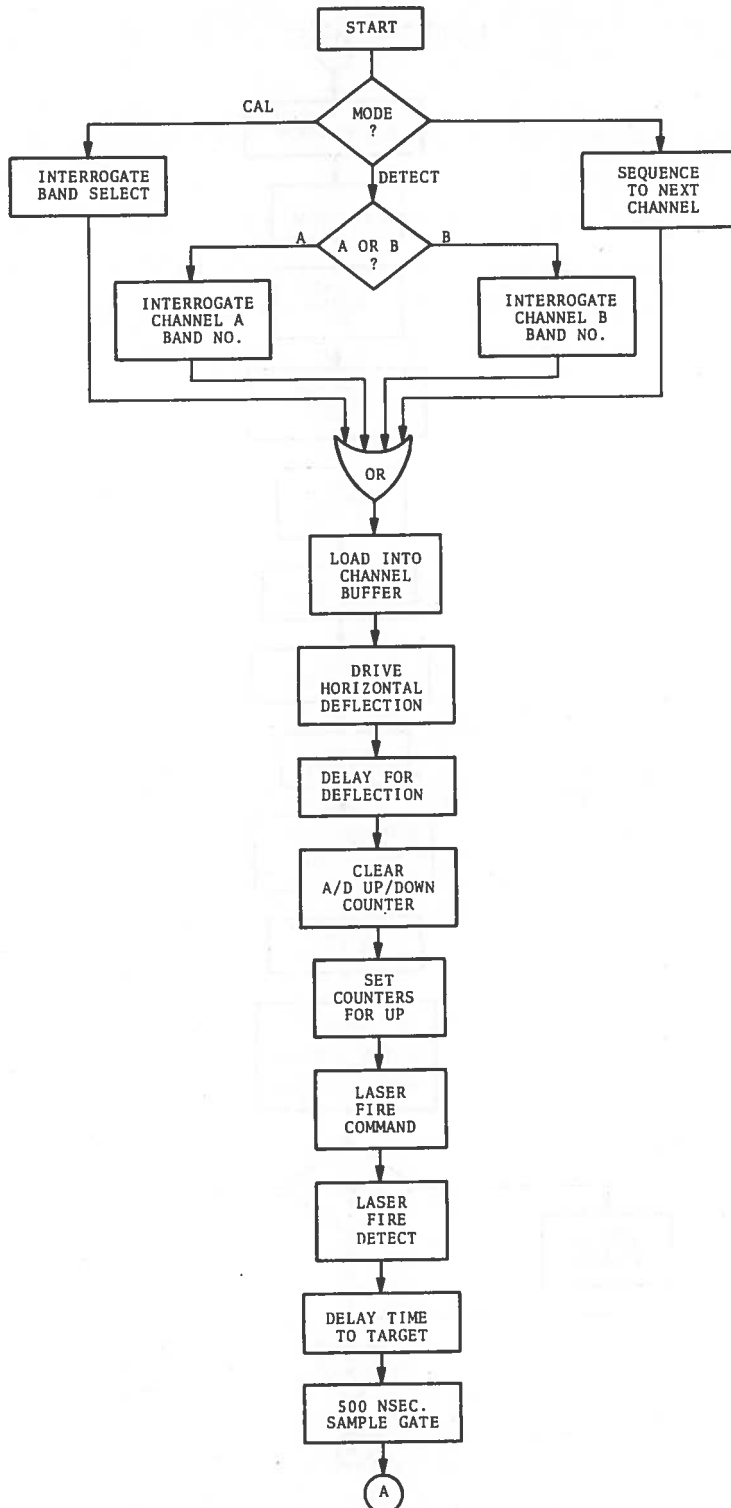 START
CAL
MODE
?
INTERROGATE
BAND SELECT
SEQUENCE
TO NEXT
CHANNEL
DETECT
A
A OR B
?
B
INTERROGATE
CHANNEL A
BAND NO.
INTERROGATE
CHANNEL B
BAND NO.
OR
LOAD INTO
CHANNEL
BUFFER
DRIVE
HORIZONTAL
DEFLECTION
DELAY FOR
DEFLECTION
CLEAR
A/D UP/DOWN
COUNTER
SET
COUNTERS
FOR UP
LASER
FIRE
COMMAND
LASER
FIRE
DETECT
DELAY TIME
TO TARGET
500 NSEC.
SAMPLE GATE
A